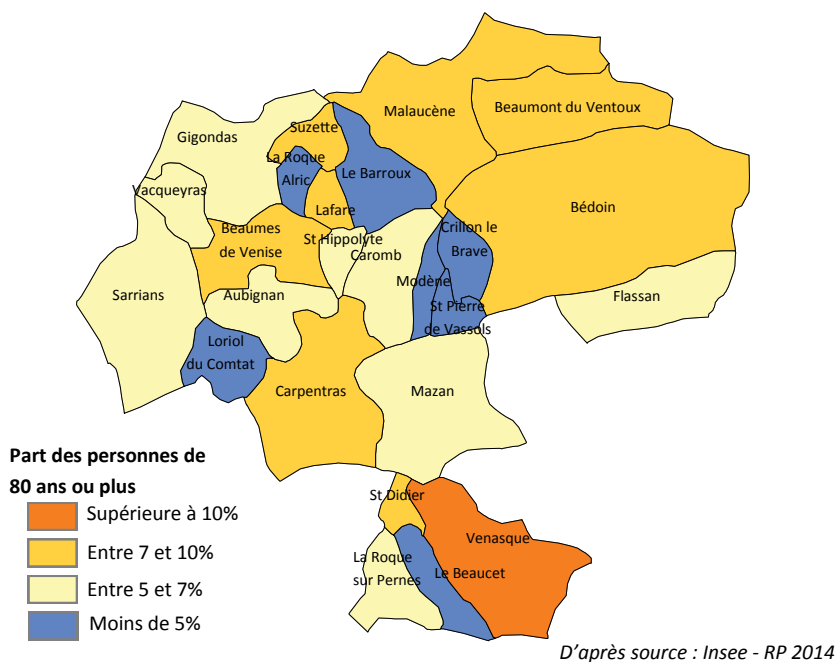 Malaucène
Beaumont du Ventoux
Suzette
Gigondas
La Roque
Alric
Le Barroux
Vacqueyras
Lafare
Bédoin
Beaumes
de Venise
St Hippolyte
Caromb
Crillon le
Brave
Modène
Sarrians
Aubignan
St Pierre
de Vassols
Flassan
Loriol
du Comtat
Carpentras
Mazan
Part des personnes de
80 ans ou plus
Supérieure à 10%
Entre 7 et 10%
Entre 5 et 7%
Moins de 5%
St Didier
Venasque
La Roque
sur Pernes
Le Beaucet
D'après source : Insee - RP 2014